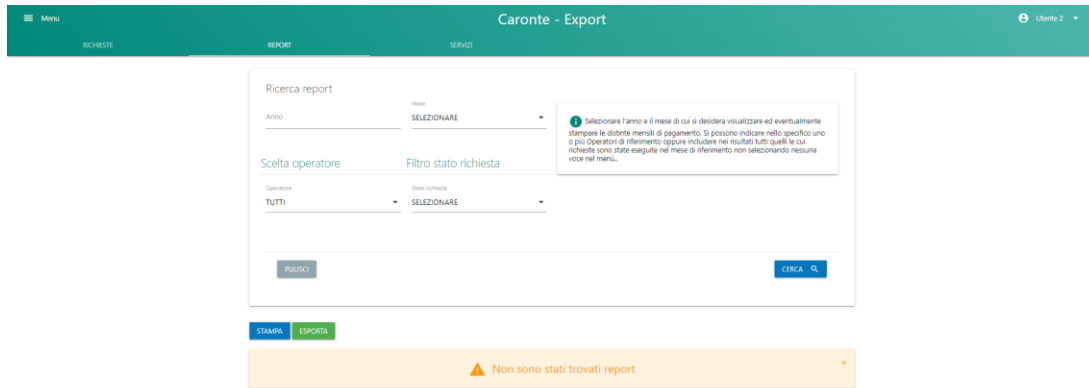 Menu
Caronte - Export
Utente 2
RICHIESTE
REPORT
SERVIZI
Ricerca report
Anno
Mese
SELEZIONARE
Selezionare l'anno e il mese di cui si desidera visualizzare ed eventualmente
stampare le distinte mensili di pagamento. Si possono indicare nello specifico uno
o più Operatori di riferimento oppure includere nei risultati tutti quelli le cui
richieste sono state eseguite nel mese di riferimento non selezionando nessuna
voce nel menù..
Scelta operatore
Filtro stato richiesta
Operatore
TUTTI
Stato richiesta
SELEZIONARE
PULISCI
CERCA
STAMPA
ESPORTA
Non sono stati trovati report
×